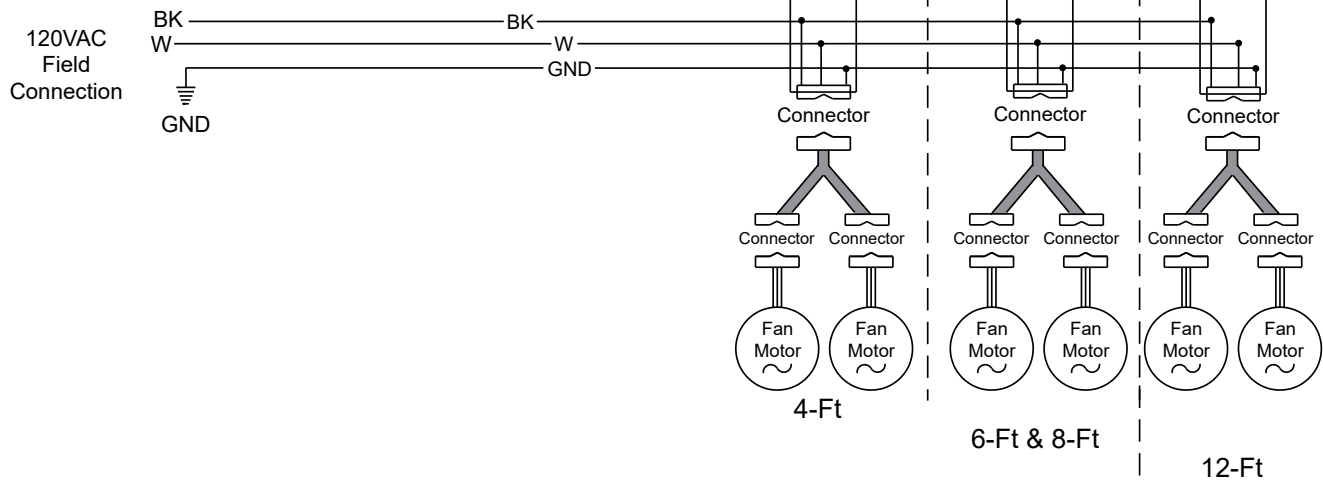 120VAC
Field
Connection
BK
W
GND
BK
W
GND
Connector
Connector
Connector
Connector
Connector
Connector
Connector
Connector
Connector
Fan
Motor
Fan
Motor
Fan
Motor
Fan
Motor
Fan
Motor
Fan
Motor
4-Ft
6-Ft & 8-Ft
12-Ft